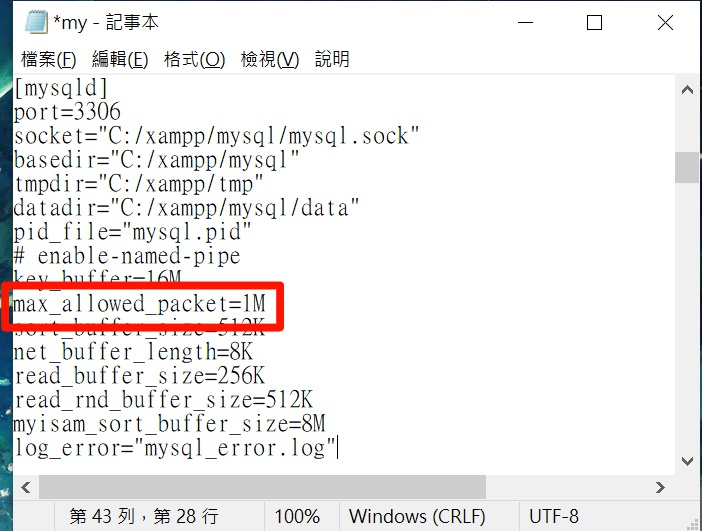 *my - 記事本
檔案(F) 編輯(E) 格式(O) 檢視(V) 說明
[mysqld]
port=3306
socket="C:/xampp/mysql/mysql.sock"
basedir="C:/xampp/mysql"
tmpdir="C:/xampp/tmp"
datadir="C:/xampp/mysql/data"
pid_file="mysql.pid"
# enable-named-pipe
key_buffer=16M
max_allowed_packet=1M
sort_buffer_size=512K
net_buffer_length=8K
read_buffer_size=256K
read_rnd_buffer_size=512K
myisam_sort_buffer_size=8M
log_error="mysql_error.log"
第 43 列，第 28 行 100% Windows (CRLF) UTF-8